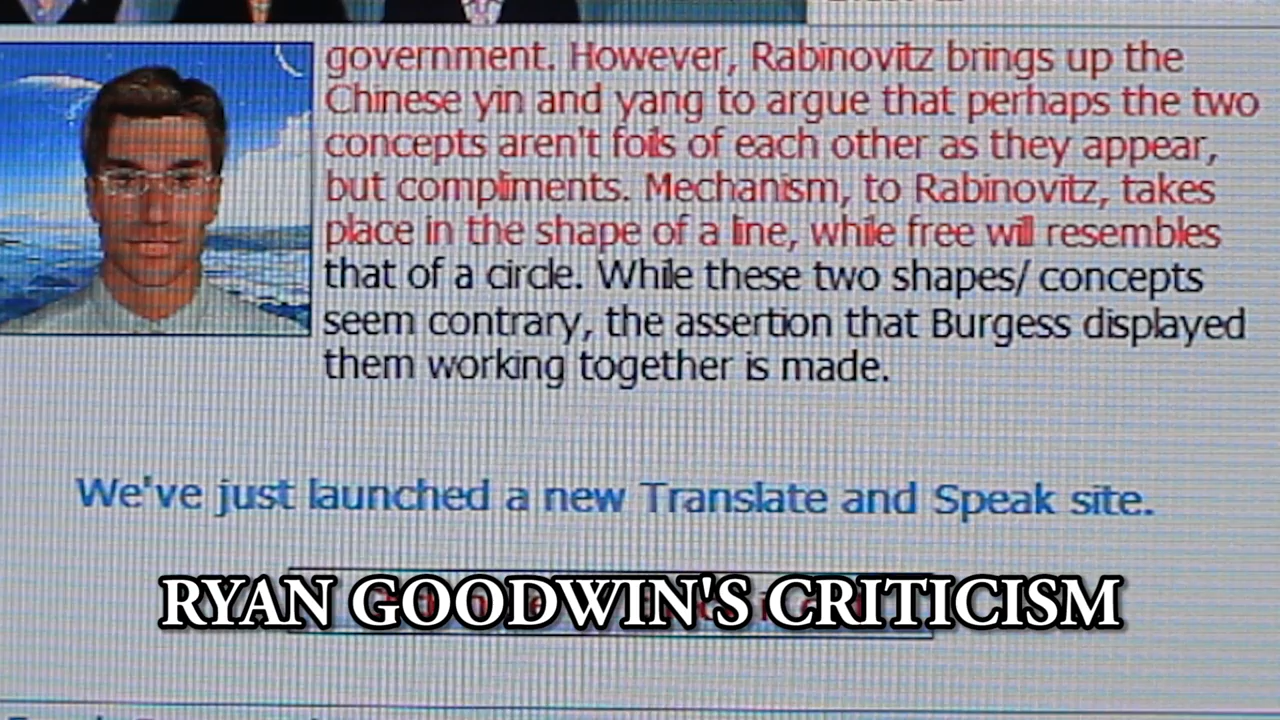 government. However, Rabinovitz brings up the
Chinese yin and yang to argue that perhaps the two
concepts aren't foils of each other as they appear,
but compliments. Mechanism, to Rabinovitz, takes
place in the shape of a line, while free will resembles
that of a circle. While these two shapes/ concepts
seem contrary, the assertion that Burgess displayed
them working together is made.
We've just launched a new Translate and Speak site.
RYAN GOODWIN'S CRITICISM